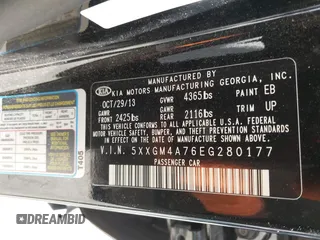 MANUFACTURED BY
KIA KIA MOTORS MANUFACTURING GEORGIA, INC.
OCT/29/13 GVWR 4365lbs PAINT EB
GAWR FRONT 2425lbs GAWR REAR 2116lbs TRIM UP
THIS VEHICLE CONFORMS TO ALL APPLICABLE U.S.A. FEDERAL
MOTOR VEHICLE SAFETY, BUMPER, AND THEFT PREVENTION
STANDARDS IN EFFECT ON THE DATE OF MANUFACTURE
V.I.N. 5XXGM4A76EG280177
PASSENGER CAR
T405
DREAMBID